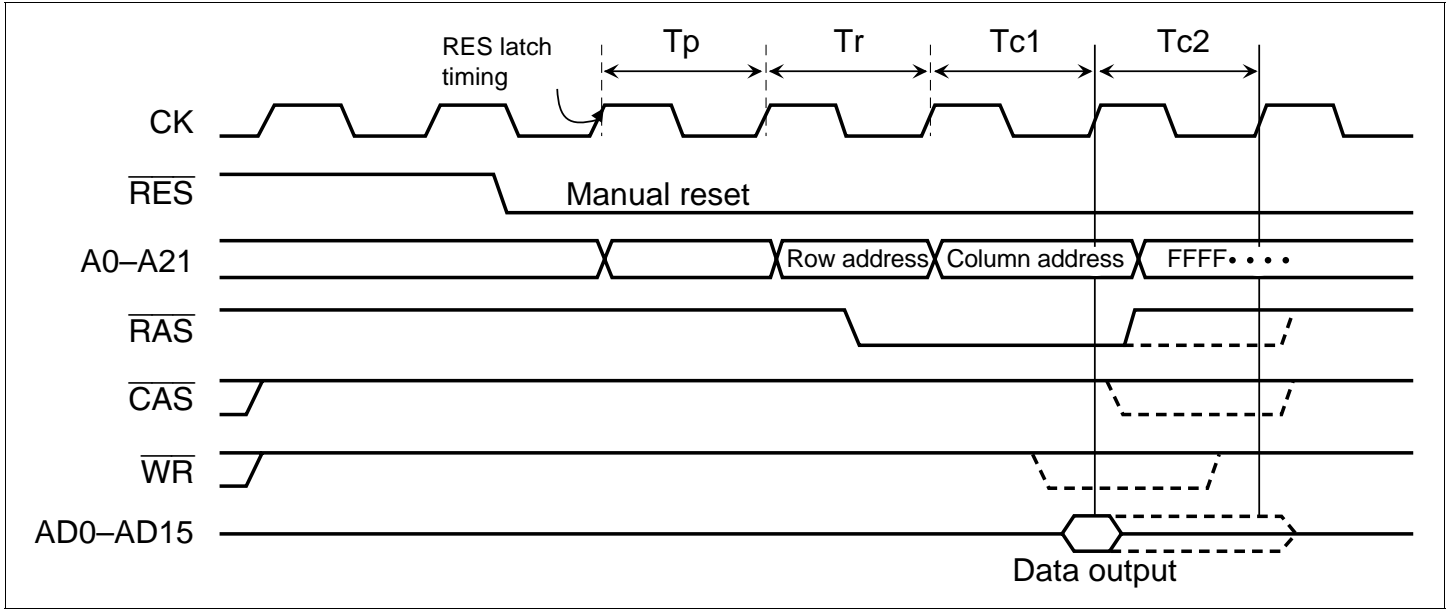 RES latch
timing
Tp
Tr
Tc1
Tc2
CK
RES
Manual reset
A0–A21
Row address
Column address
FFFF・・・・
RAS
CAS
WR
AD0–AD15
Data output